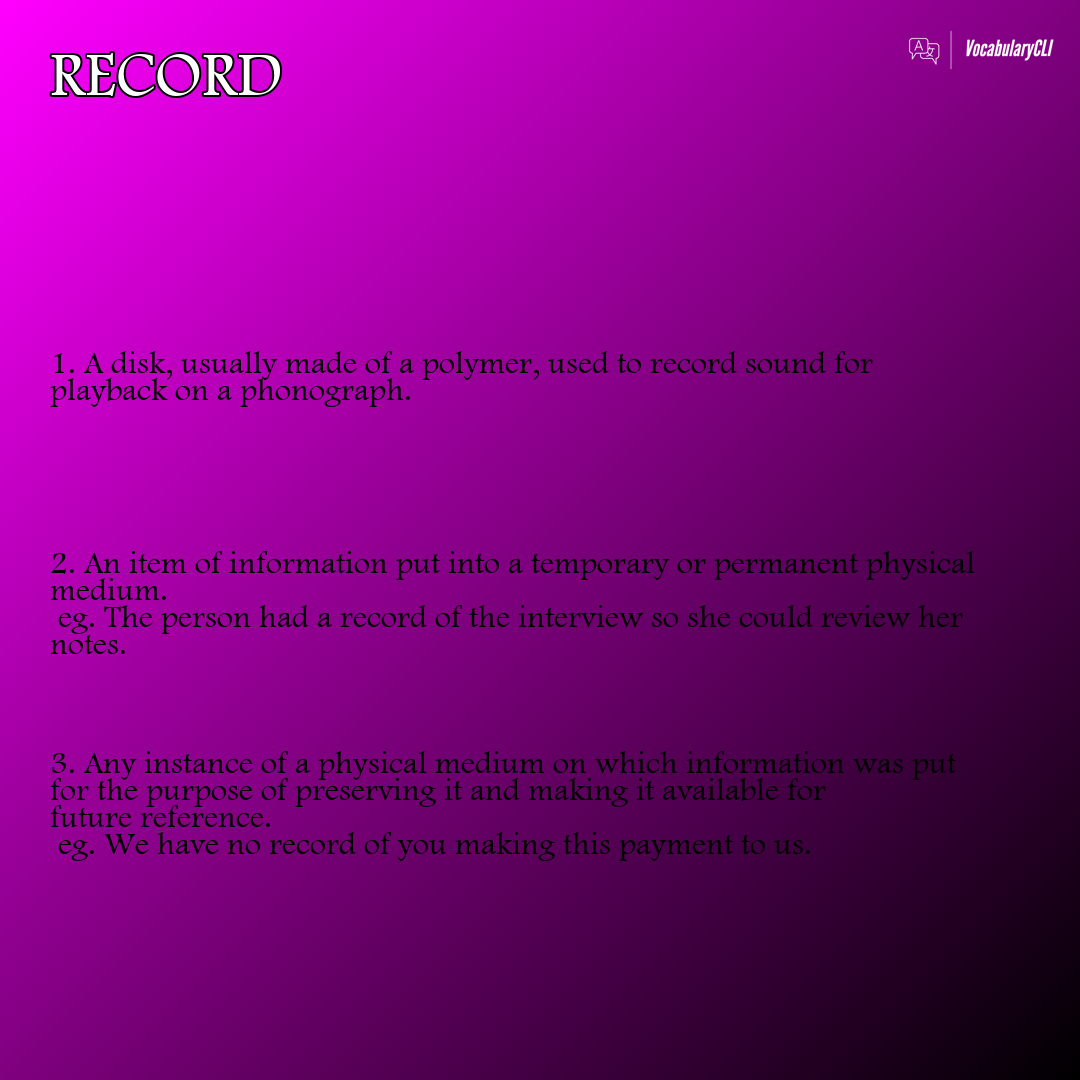 RECORD
VocabularyCLI
1. A disk, usually made of a polymer, used to record sound for
playback on a phonograph.
2. An item of information put into a temporary or permanent physical
medium.
eg. The person had a record of the interview so she could review her
notes.
3. Any instance of a physical medium on which information was put
for the purpose of preserving it and making it available for
future reference.
eg. We have no record of you making this payment to us.